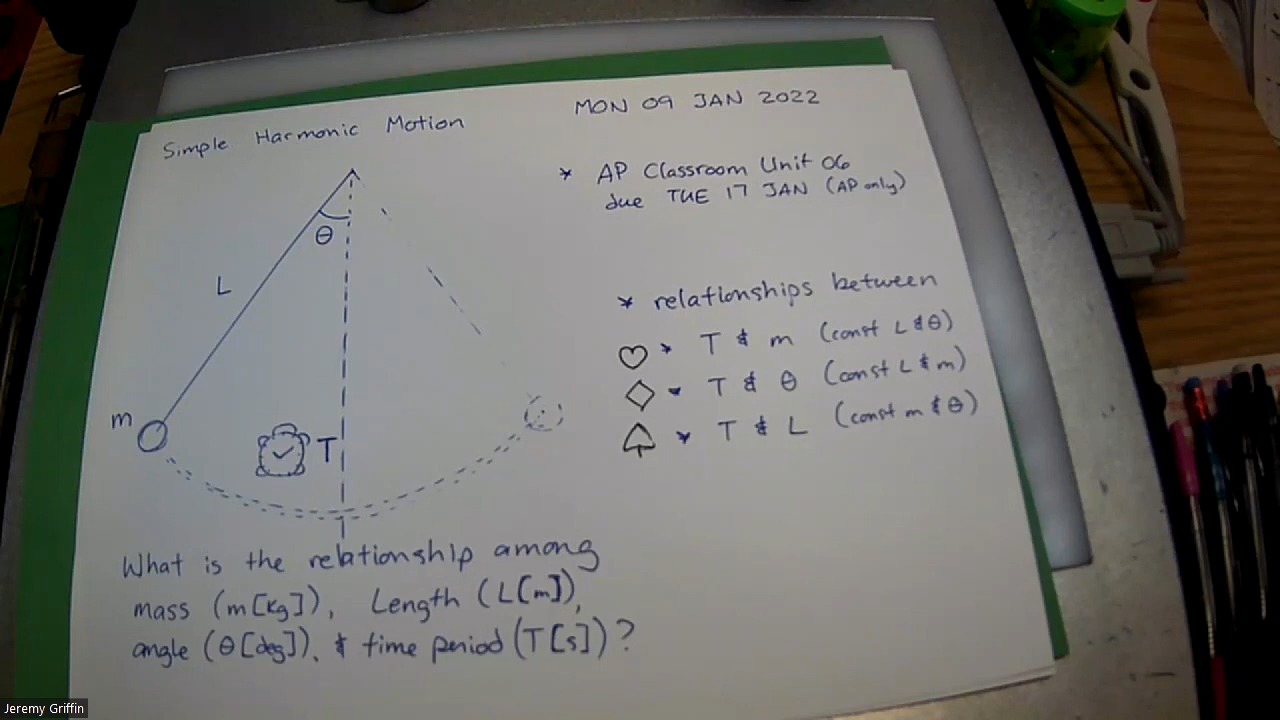 Simple Harmonic Motion
MON 09 JAN 2022
* AP Classroom Unit 06
due TUE 17 JAN (AP only)
θ
L
m
T
* relationships between
♡ * T & m (const L & θ)
◇ * T & θ (const L & m)
♤ * T & L (const m & θ)
What is the relationship among
mass (m[kg]), Length (L[m]),
angle (θ[deg]), & time period (T[s])?
Jeremy Griffin